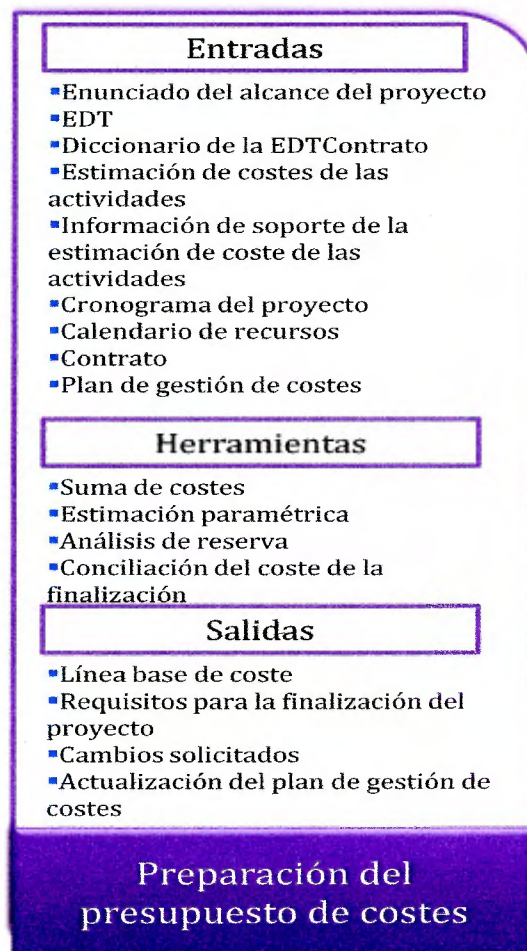 Entradas
▪Enunciado del alcance del proyecto
▪EDT
▪Diccionario de la EDTContrato
▪Estimación de costes de las
actividades
▪Información de soporte de la
estimación de coste de las
actividades
▪Cronograma del proyecto
▪Calendario de recursos
▪Contrato
▪Plan de gestión de costes
Herramientas
▪Suma de costes
▪Estimación paramétrica
▪Análisis de reserva
▪Conciliación del coste de la
finalización
Salidas
▪Línea base de coste
▪Requisitos para la finalización del
proyecto
▪Cambios solicitados
▪Actualización del plan de gestión de
costes
Preparación del
presupuesto de costes